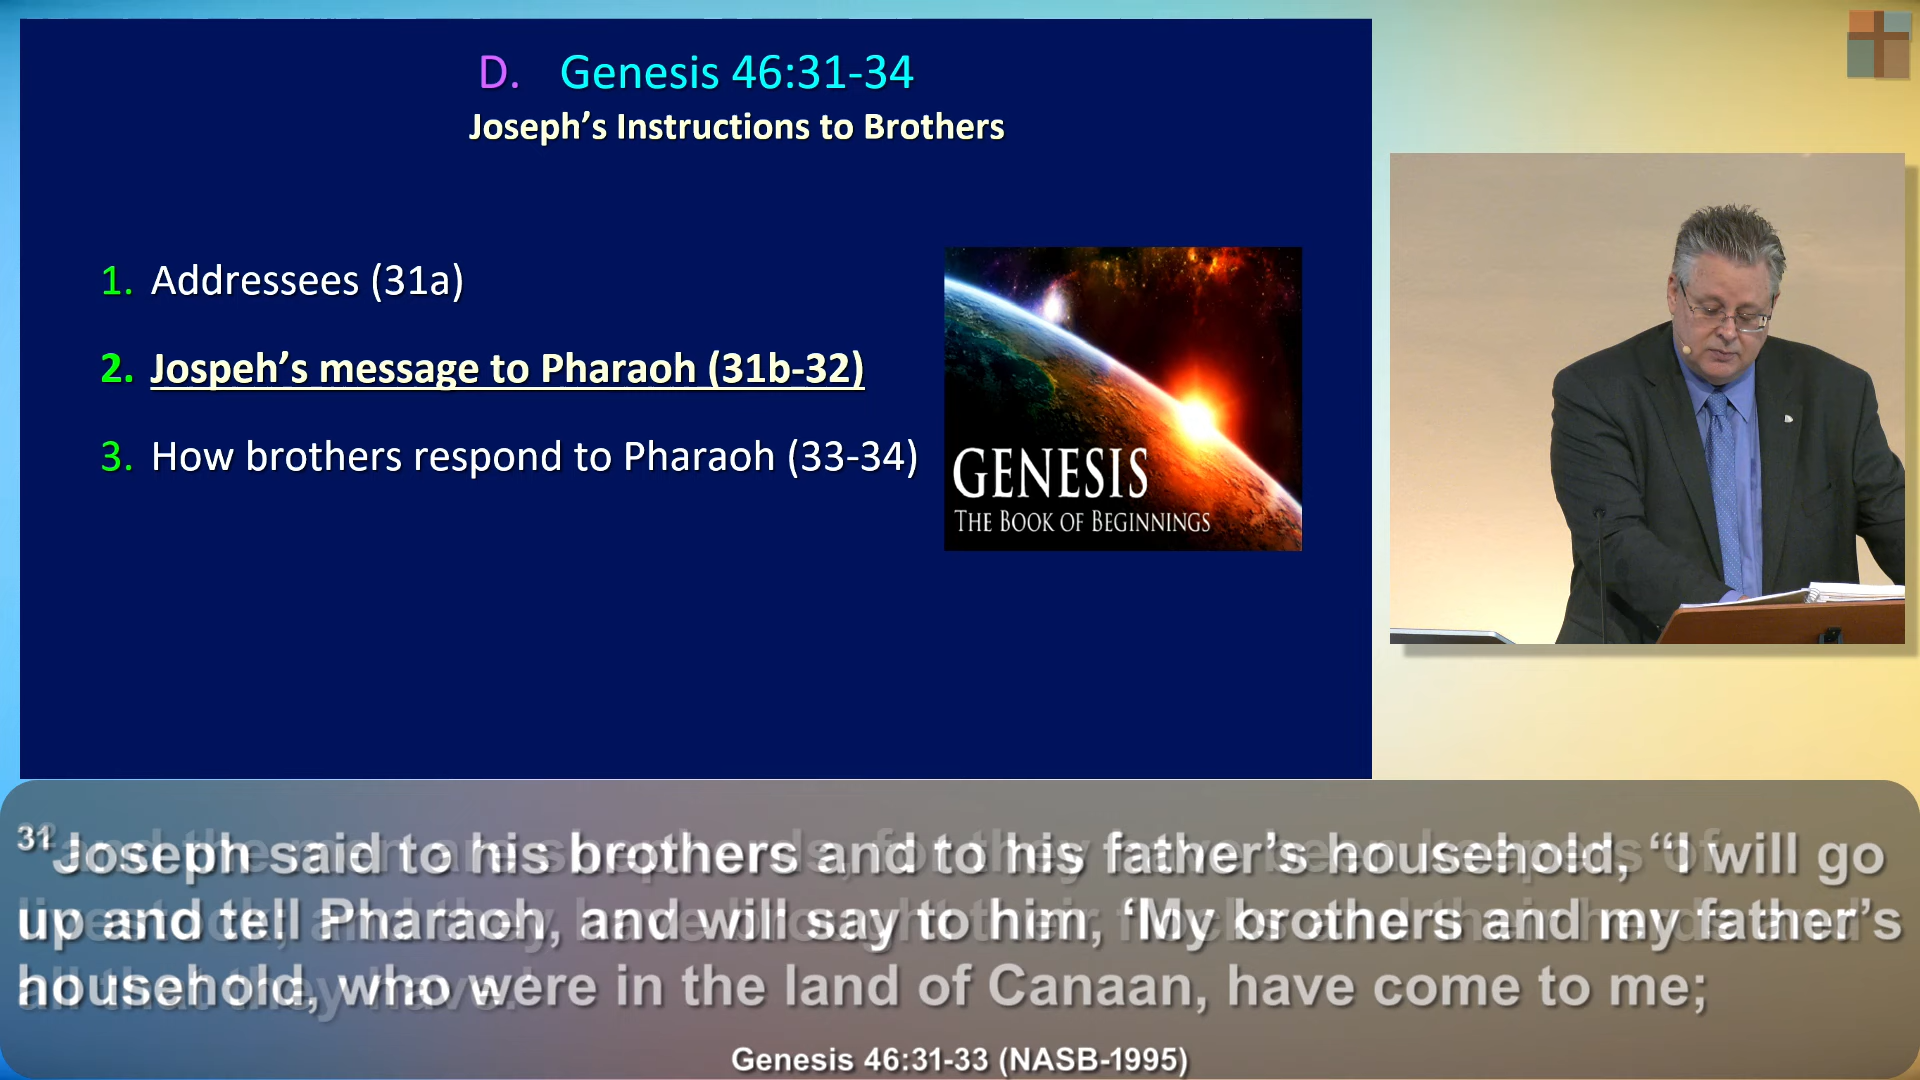 D. Genesis 46:31-34
Joseph’s Instructions to Brothers
1. Addressees (31a)
2. Jospeh’s message to Pharaoh (31b-32)
3. How brothers respond to Pharaoh (33-34)
GENESIS
THE BOOK OF BEGINNINGS
31Joseph said to his brothers and to his father’s household, “I will go
up and tell Pharaoh, and will say to him, ‘My brothers and my father’s
household, who were in the land of Canaan, have come to me;
Genesis 46:31-33 (NASB-1995)